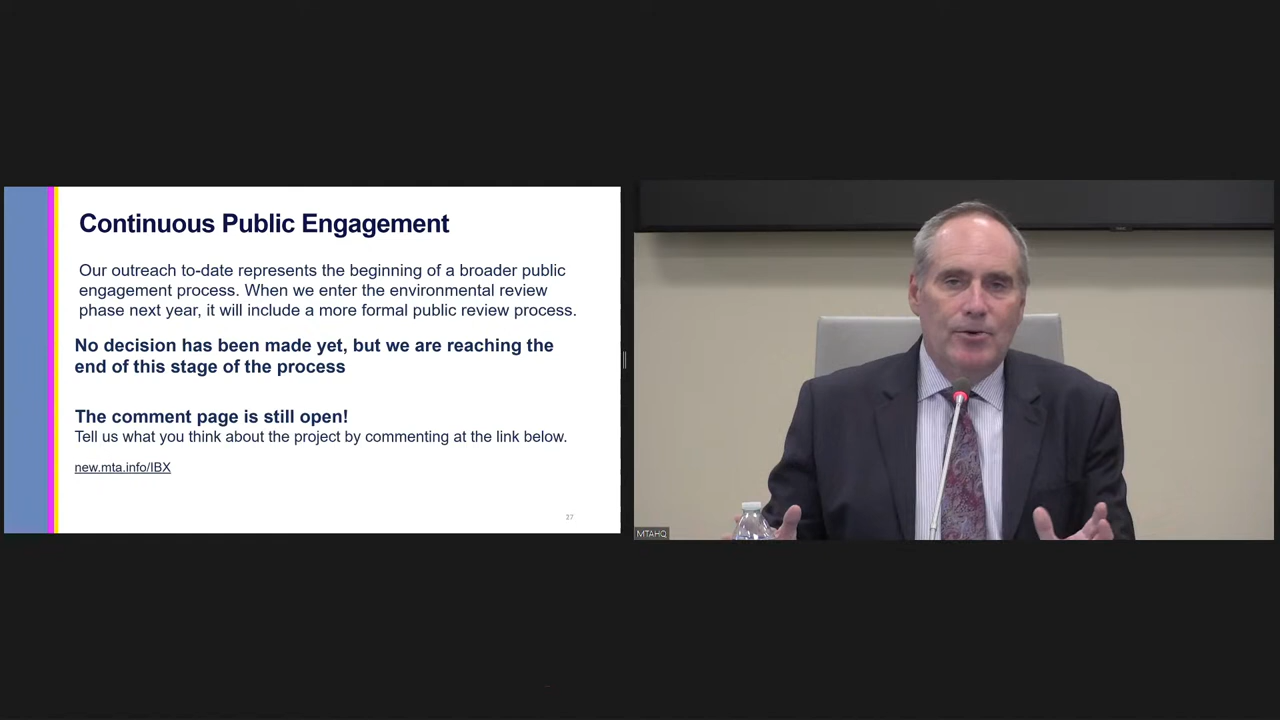 Continuous Public Engagement
Our outreach to-date represents the beginning of a broader public
engagement process. When we enter the environmental review
phase next year, it will include a more formal public review process.
No decision has been made yet, but we are reaching the
end of this stage of the process
The comment page is still open!
Tell us what you think about the project by commenting at the link below.
new.mta.info/IBX
27
MTAHQ